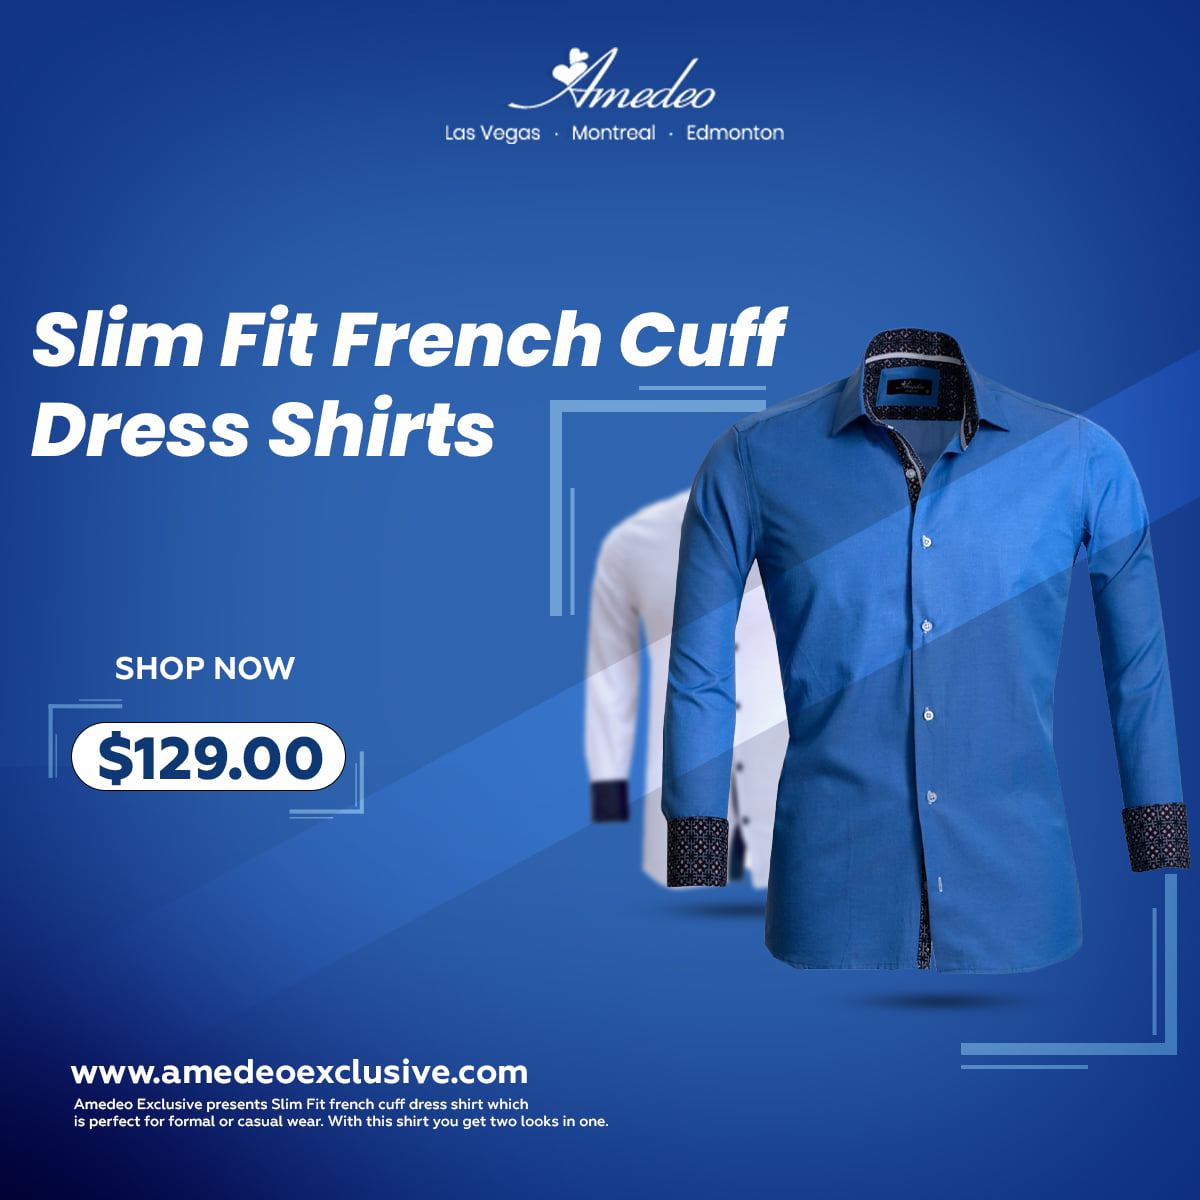 Amedeo
Las Vegas · Montreal · Edmonton
Slim Fit French Cuff
Dress Shirts
Amedeo
SHOP NOW
$129.00
www.amedeoexclusive.com
Amedeo Exclusive presents Slim Fit french cuff dress shirt which
is perfect for formal or casual wear. With this shirt you get two looks in one.